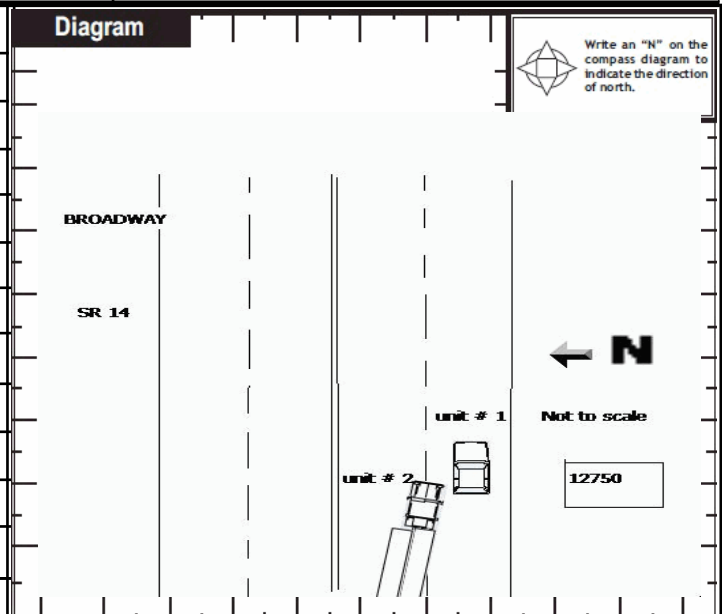 Diagram
Write an "N" on the
compass diagram to
indicate the direction
of north.
BROADWAY
SR 14
N
unit # 1
Not to scale
unit # 2
12750